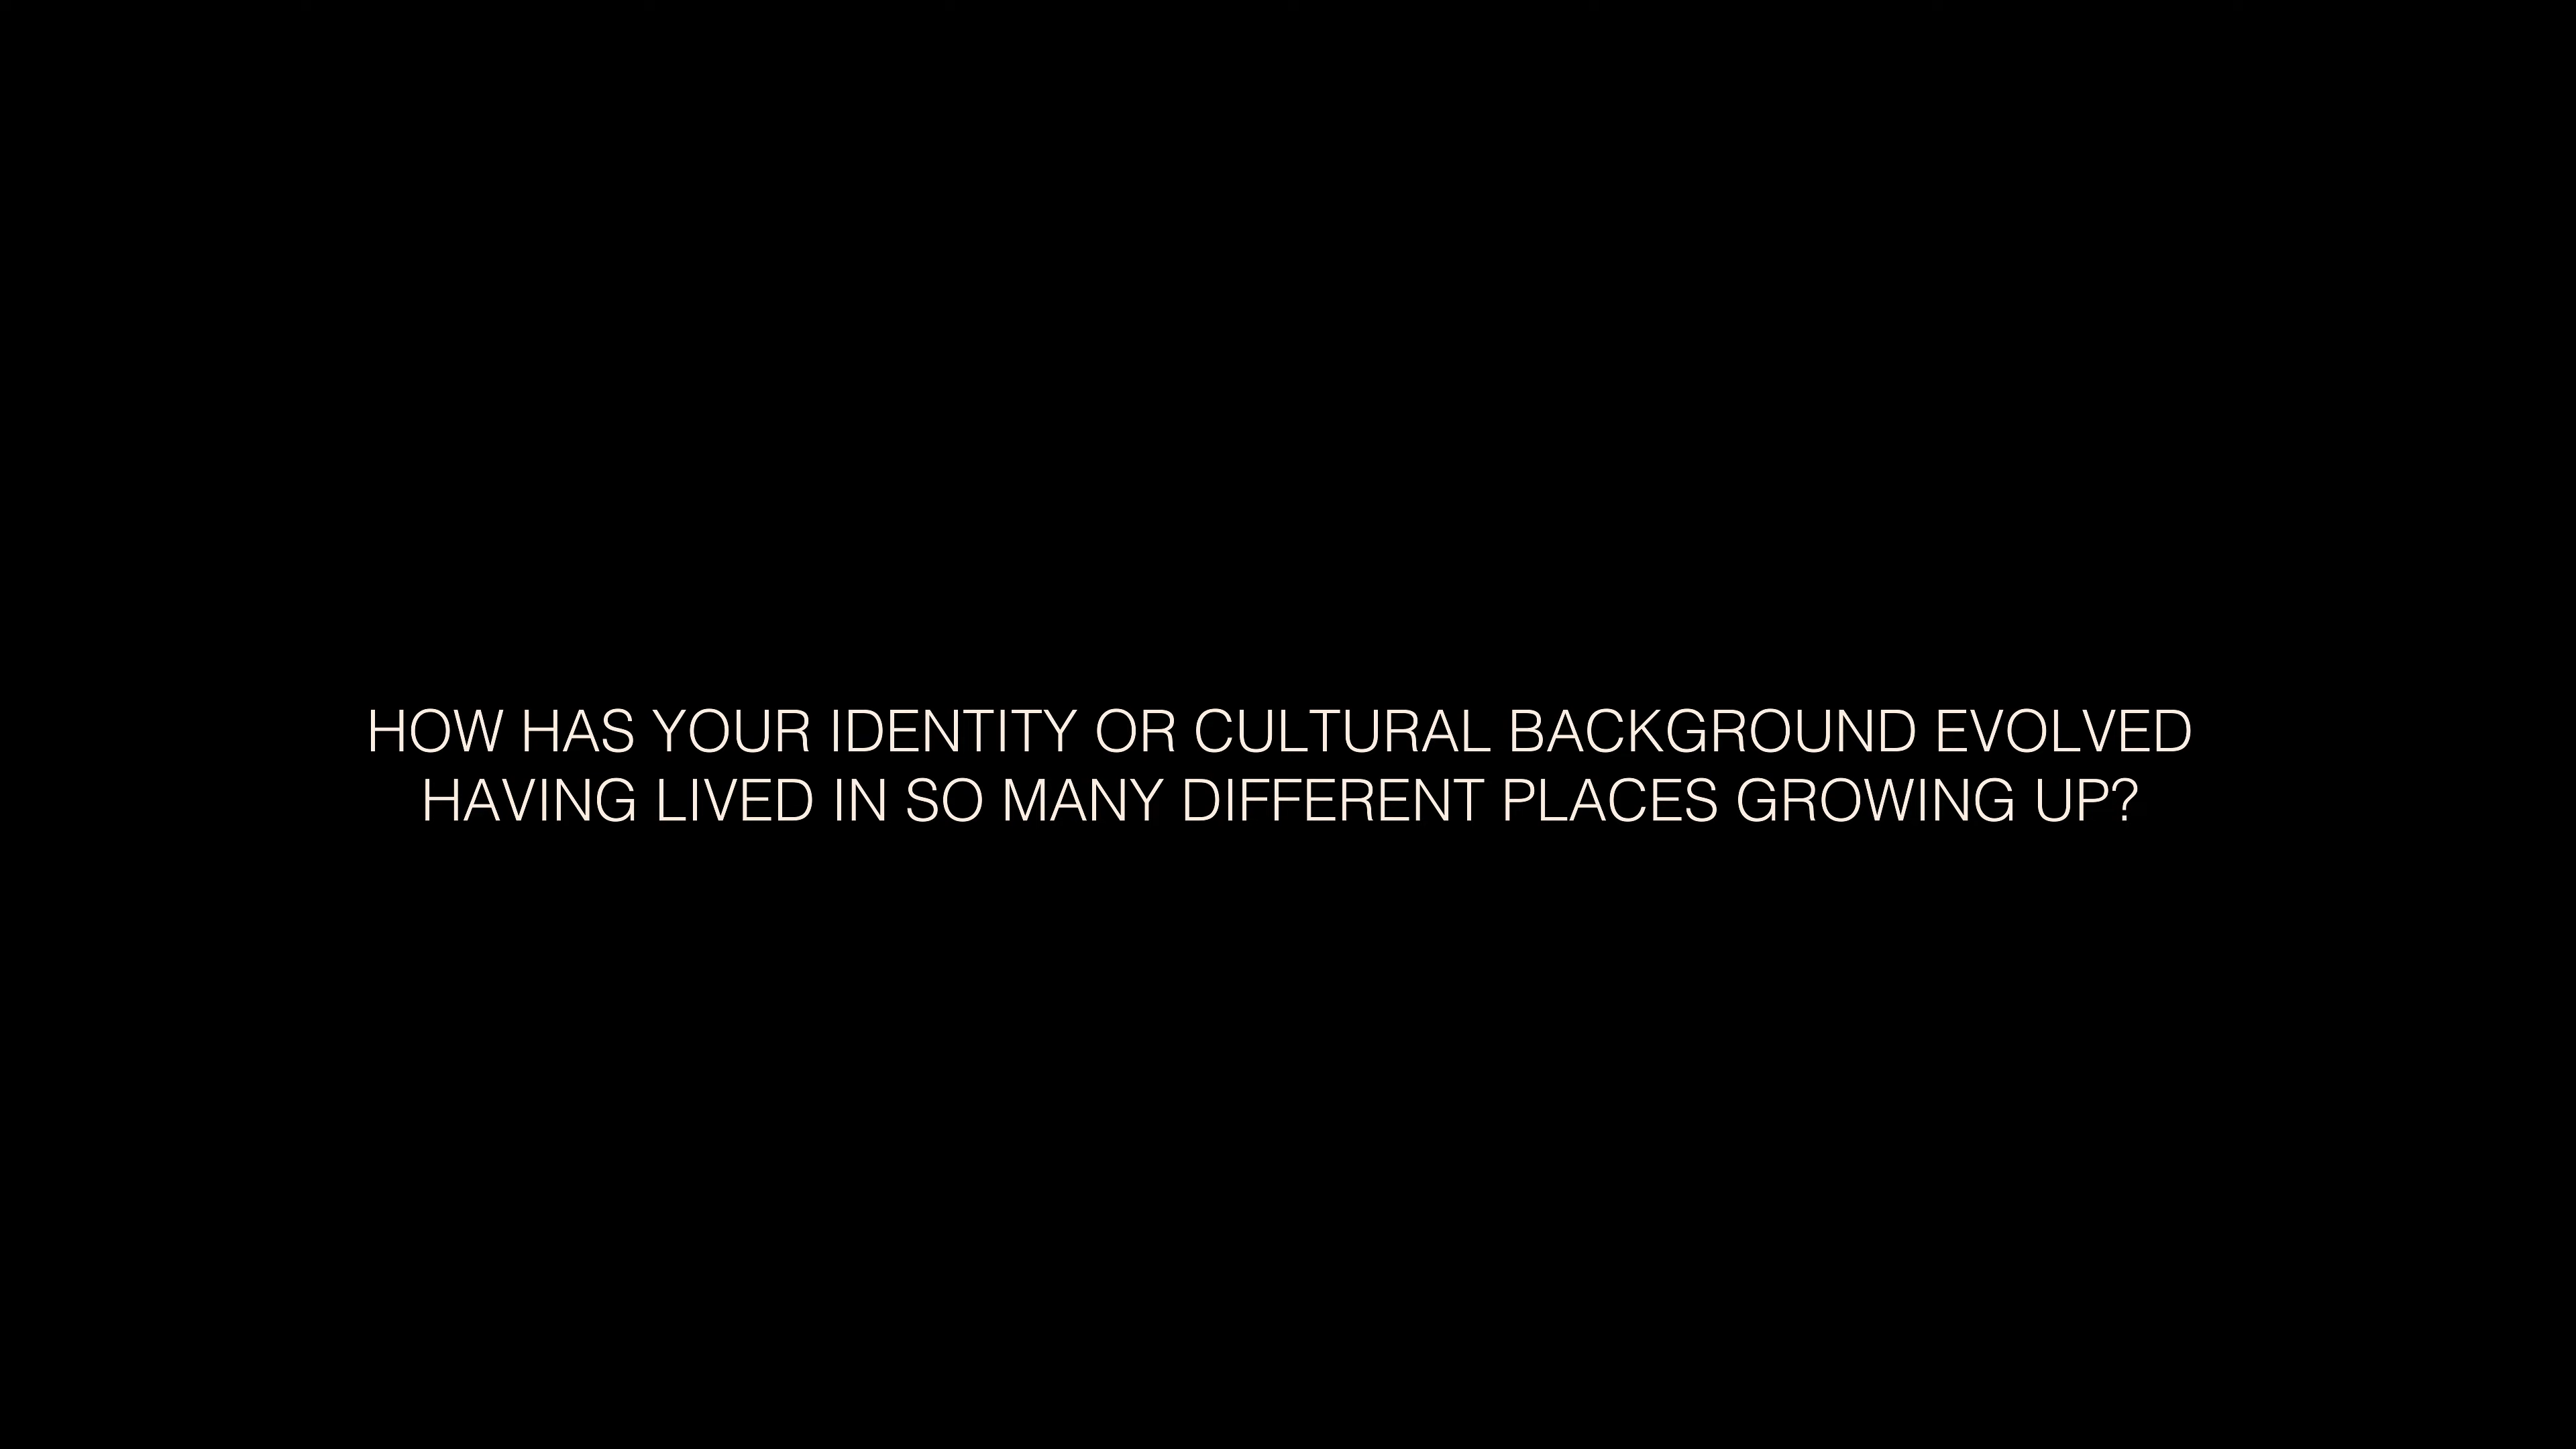 HOW HAS YOUR IDENTITY OR CULTURAL BACKGROUND EVOLVED
HAVING LIVED IN SO MANY DIFFERENT PLACES GROWING UP?